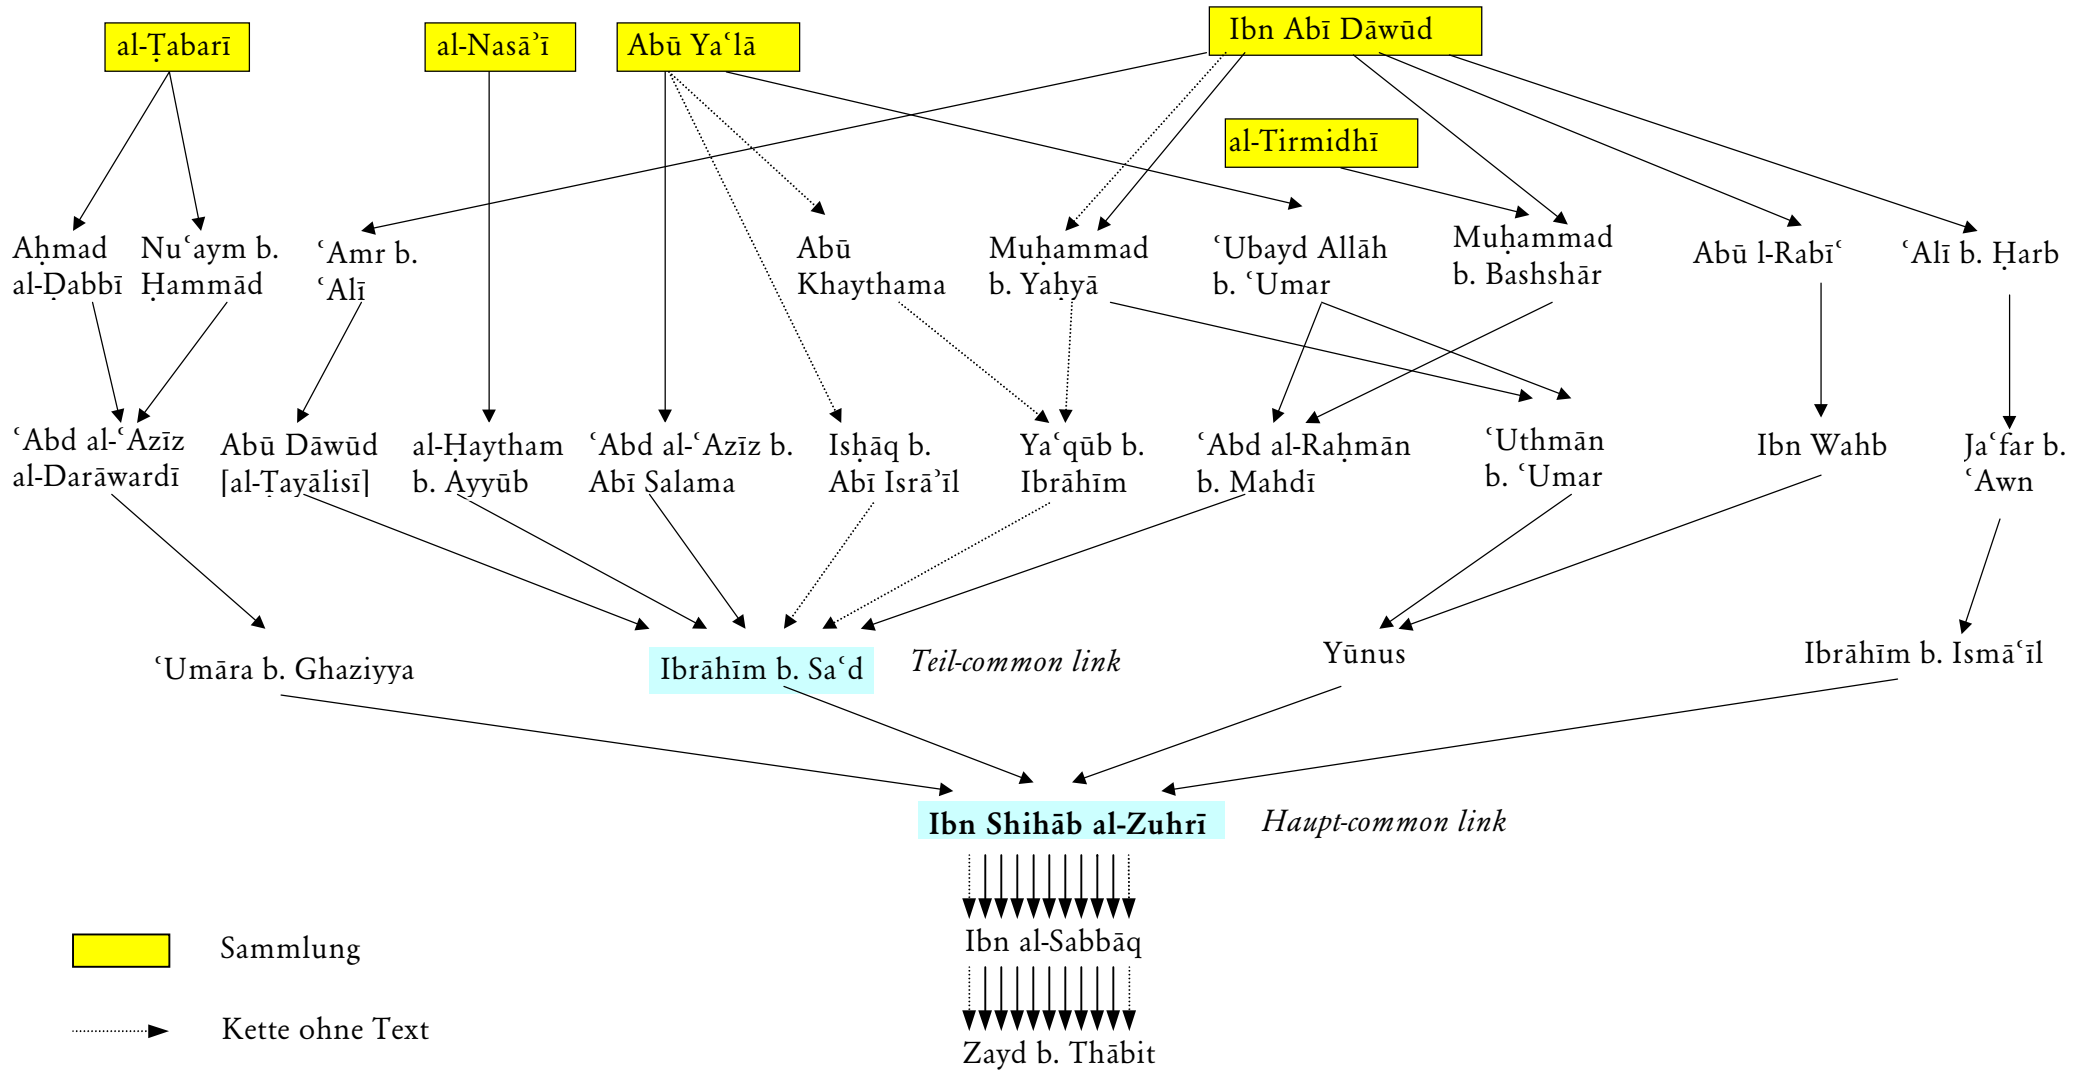 al-Ṭabarī
al-Nasāʾī
Abū Yaʿlā
Ibn Abī Dāwūd
al-Tirmidhī
Aḥmad
al-Ḍabbī
Nuʿaym b.
Ḥammād
ʿAmr b.
ʿAlī
Abū
Khaythama
Muḥammad
b. Yaḥyā
ʿUbayd Allāh
b. ʿUmar
Muḥammad
b. Bashshār
Abū l-Rabīʿ
ʿAlī b. Ḥarb
ʿAbd al-ʿAzīz
al-Darāwardī
Abū Dāwūd
[al-Ṭayālisī]
al-Ḥaytham
b. Ayyūb
ʿAbd al-ʿAzīz b.
Abī Salama
Isḥāq b.
Abī Isrāʾīl
Yaʿqūb b.
Ibrāhīm
ʿAbd al-Raḥmān
b. Mahdī
ʿUthmān
b. ʿUmar
Ibn Wahb
Jaʿfar b.
ʿAwn
ʿUmāra b. Ghaziyya
Ibrāhīm b. Saʿd
Teil-common link
Yūnus
Ibrāhīm b. Ismāʿīl
Ibn Shihāb al-Zuhrī
Haupt-common link
Ibn al-Sabbāq
Zayd b. Thābit
Sammlung
Kette ohne Text